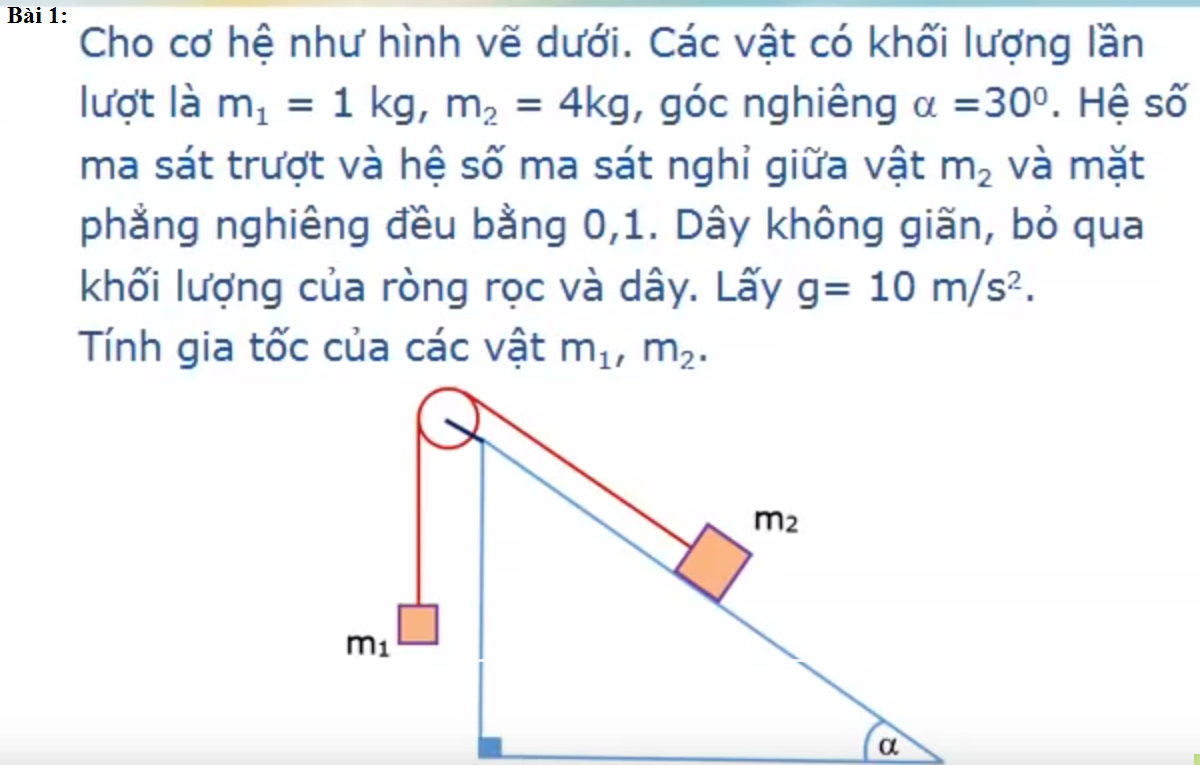 Bài 1:
Cho cơ hệ như hình vẽ dưới. Các vật có khối lượng lần
lượt là m₁ = 1 kg, m₂ = 4kg, góc nghiêng α =30⁰. Hệ số
ma sát trượt và hệ số ma sát nghỉ giữa vật m₂ và mặt
phẳng nghiêng đều bằng 0,1. Dây không giãn, bỏ qua
khối lượng của ròng rọc và dây. Lấy g= 10 m/s².
Tính gia tốc của các vật m₁, m₂.
m₂
m₁
α